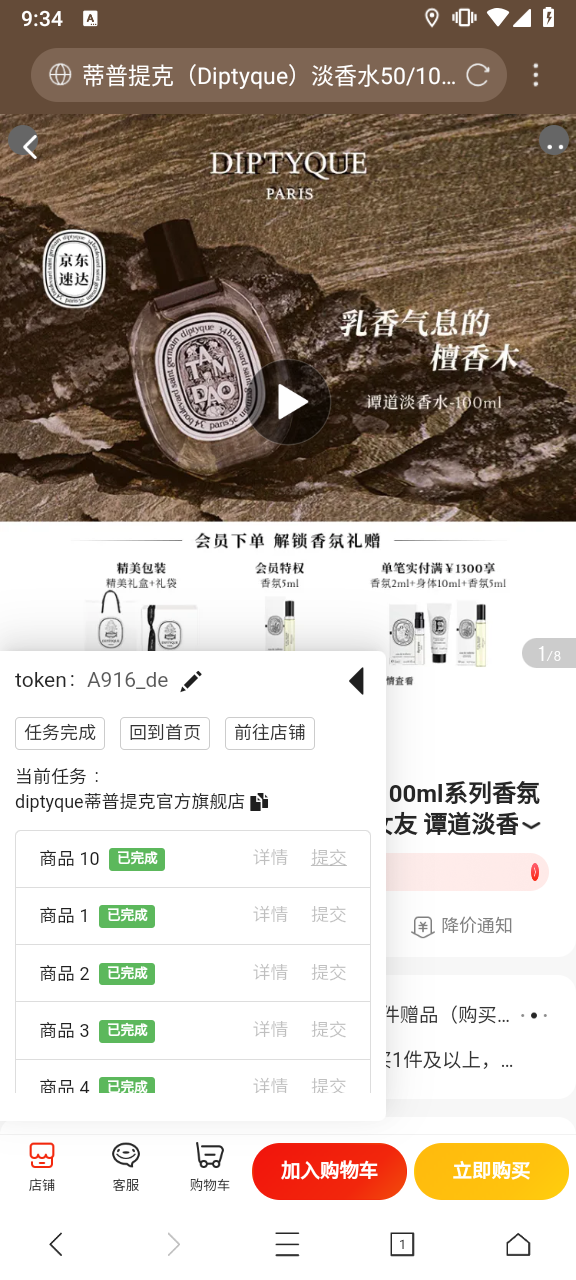 9:34
A
蒂普提克（Diptyque）淡香水50/10...
DIPTYQUE
PARIS
京东
速达
乳香气息的
檀香木
谭道淡香水-100ml
TAM
DAO
会员下单 解锁香氛礼赠
精美包装
精美礼盒+礼袋
会员特权
香氛5ml
单笔实付满￥1300享
香氛2ml+身体10ml+香氛5ml
1/8
情查看
token: A916_de
任务完成 回到首页 前往店铺
当前任务：
diptyque蒂普提克官方旗舰店
00ml系列香氛
女友 谭道淡香
商品 10 已完成 详情 提交
商品 1 已完成 详情 提交
降价通知
商品 2 已完成 详情 提交
商品 3 已完成 详情 提交
件赠品（购买...
买1件及以上，...
商品 4 已完成 详情 提交
店铺
客服
购物车
加入购物车
立即购买
1